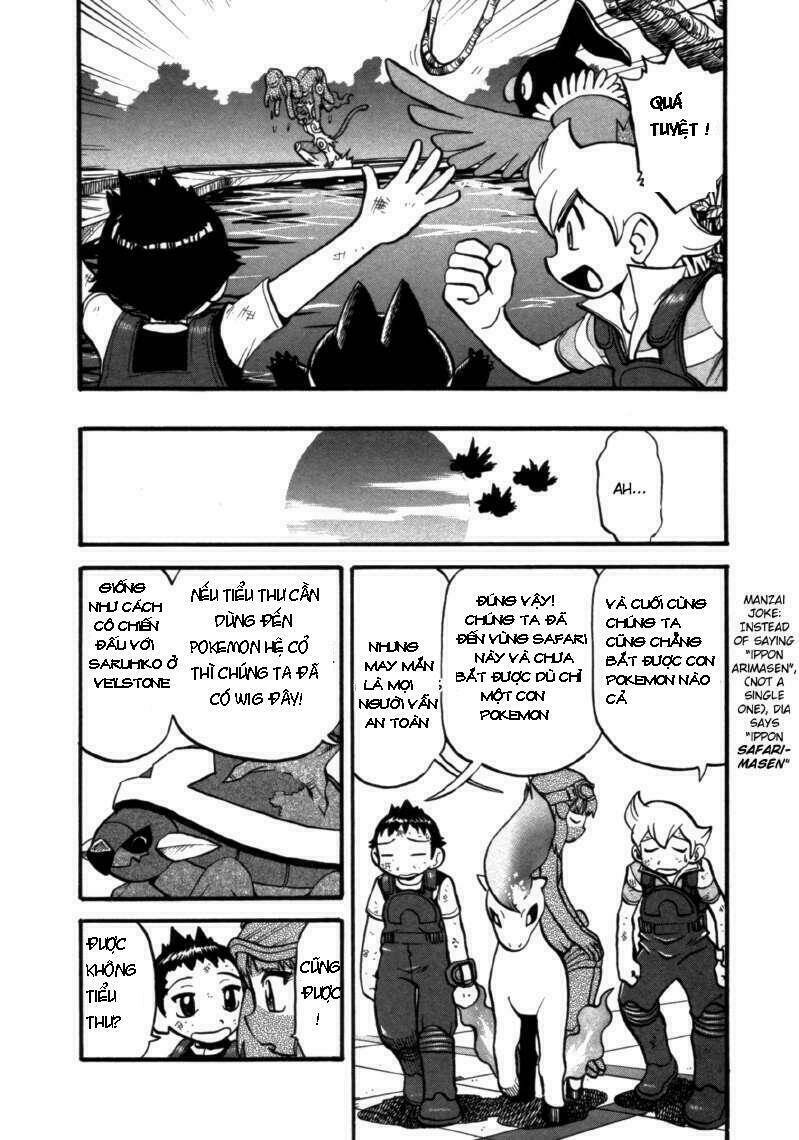 QUÁ
TUYỆT !
AH...
VÀ CUỐI CÙNG
CHÚNG TA
CŨNG CHẲNG
BẮT ĐƯỢC CON
POKEMON NÀO
CẢ
ĐÚNG VẬY!
CHÚNG TA ĐÃ
ĐẾN VÙNG SAFARI
NÀY VÀ CHƯA
BẮT ĐƯỢC DÙ CHỈ
MỘT CON
POKEMON
NHƯNG
MAY MẮN
LÀ MỌI
NGƯỜI VẪN
AN TOÀN
MANZAI
JOKE:
INSTEAD
OF SAYING
"IPPON
ARIMASEN",
(NOT A
SINGLE
ONE), DIA
SAYS
"IPPON
SAFARI-
MASEN"
NẾU TIỂU THƯ CẦN
DÙNG ĐẾN
POKEMON HỆ CỎ
THÌ CHÚNG TA ĐÃ
CÓ WIG ĐÂY!
GIỐNG
NHƯ CÁCH
CÔ CHIẾN
ĐẤU VỚI
SARUHIKO Ở
VEILSTONE
ĐƯỢC
KHÔNG
TIỂU
THƯ?
CŨNG
ĐƯỢC
!